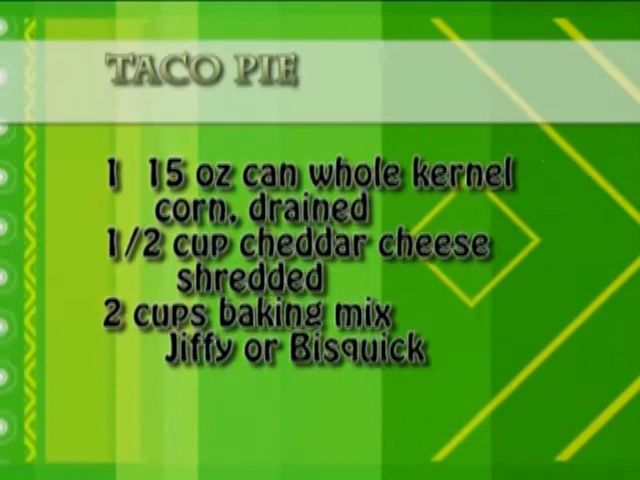 TACO PIE
1 15 oz can whole kernel
corn, drained
1/2 cup cheddar cheese
shredded
2 cups baking mix
Jiffy or Bisquick